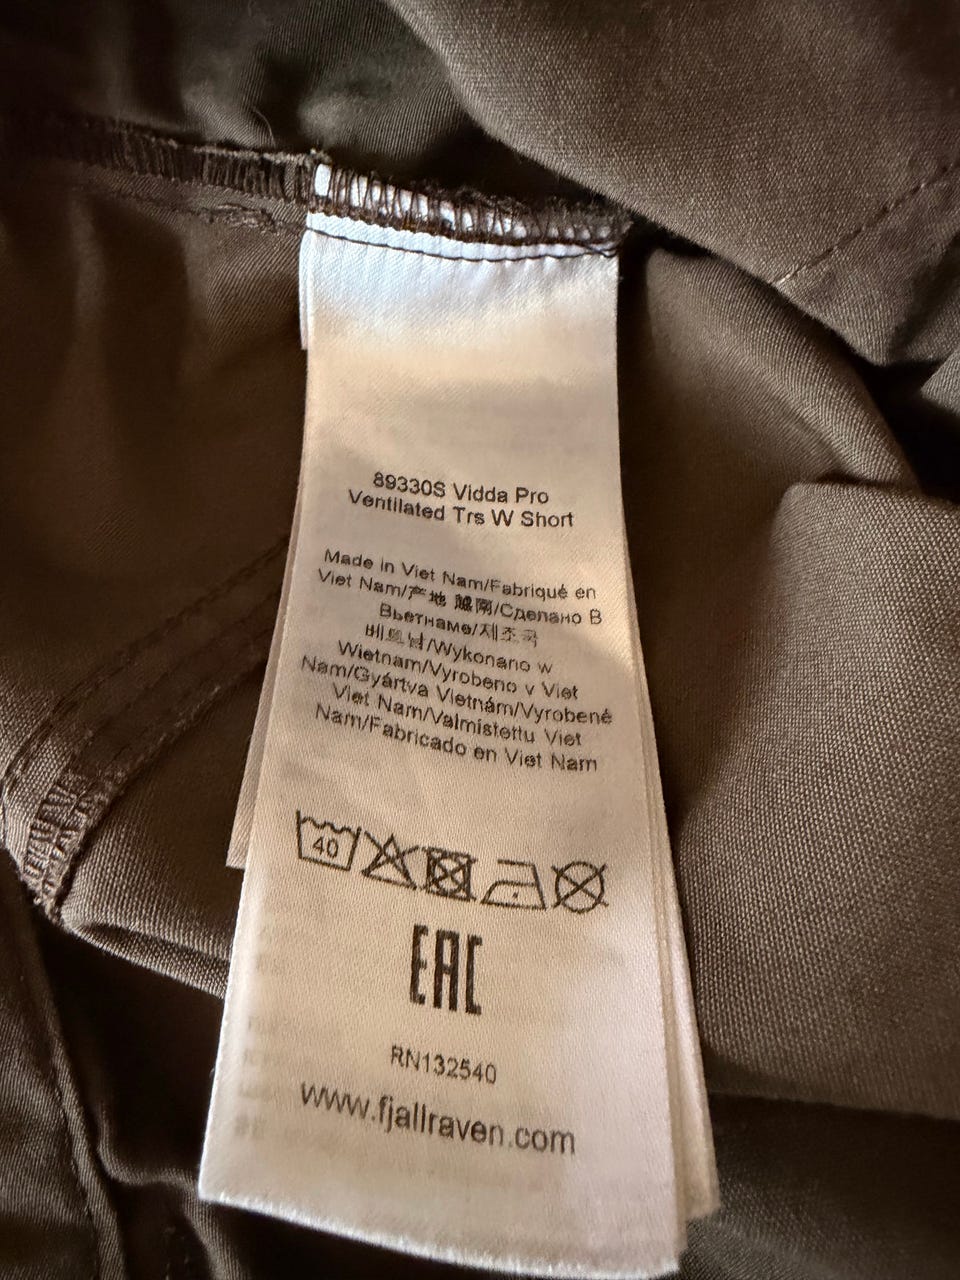 89330S Vidda Pro
Ventilated Trs W Short
Made in Viet Nam/Fabriqué en
Viet Nam/产地 越南/Сделано В
Вьетнаме/제조국
베트남/Wykonano w
Wietnam/Vyrobeno v Viet
Nam/Gyártva Vietnám/Vyrobené
Viet Nam/Valmistettu Viet
Nam/Fabricado en Viet Nam
40
EAC
RN132540
www.fjallraven.com